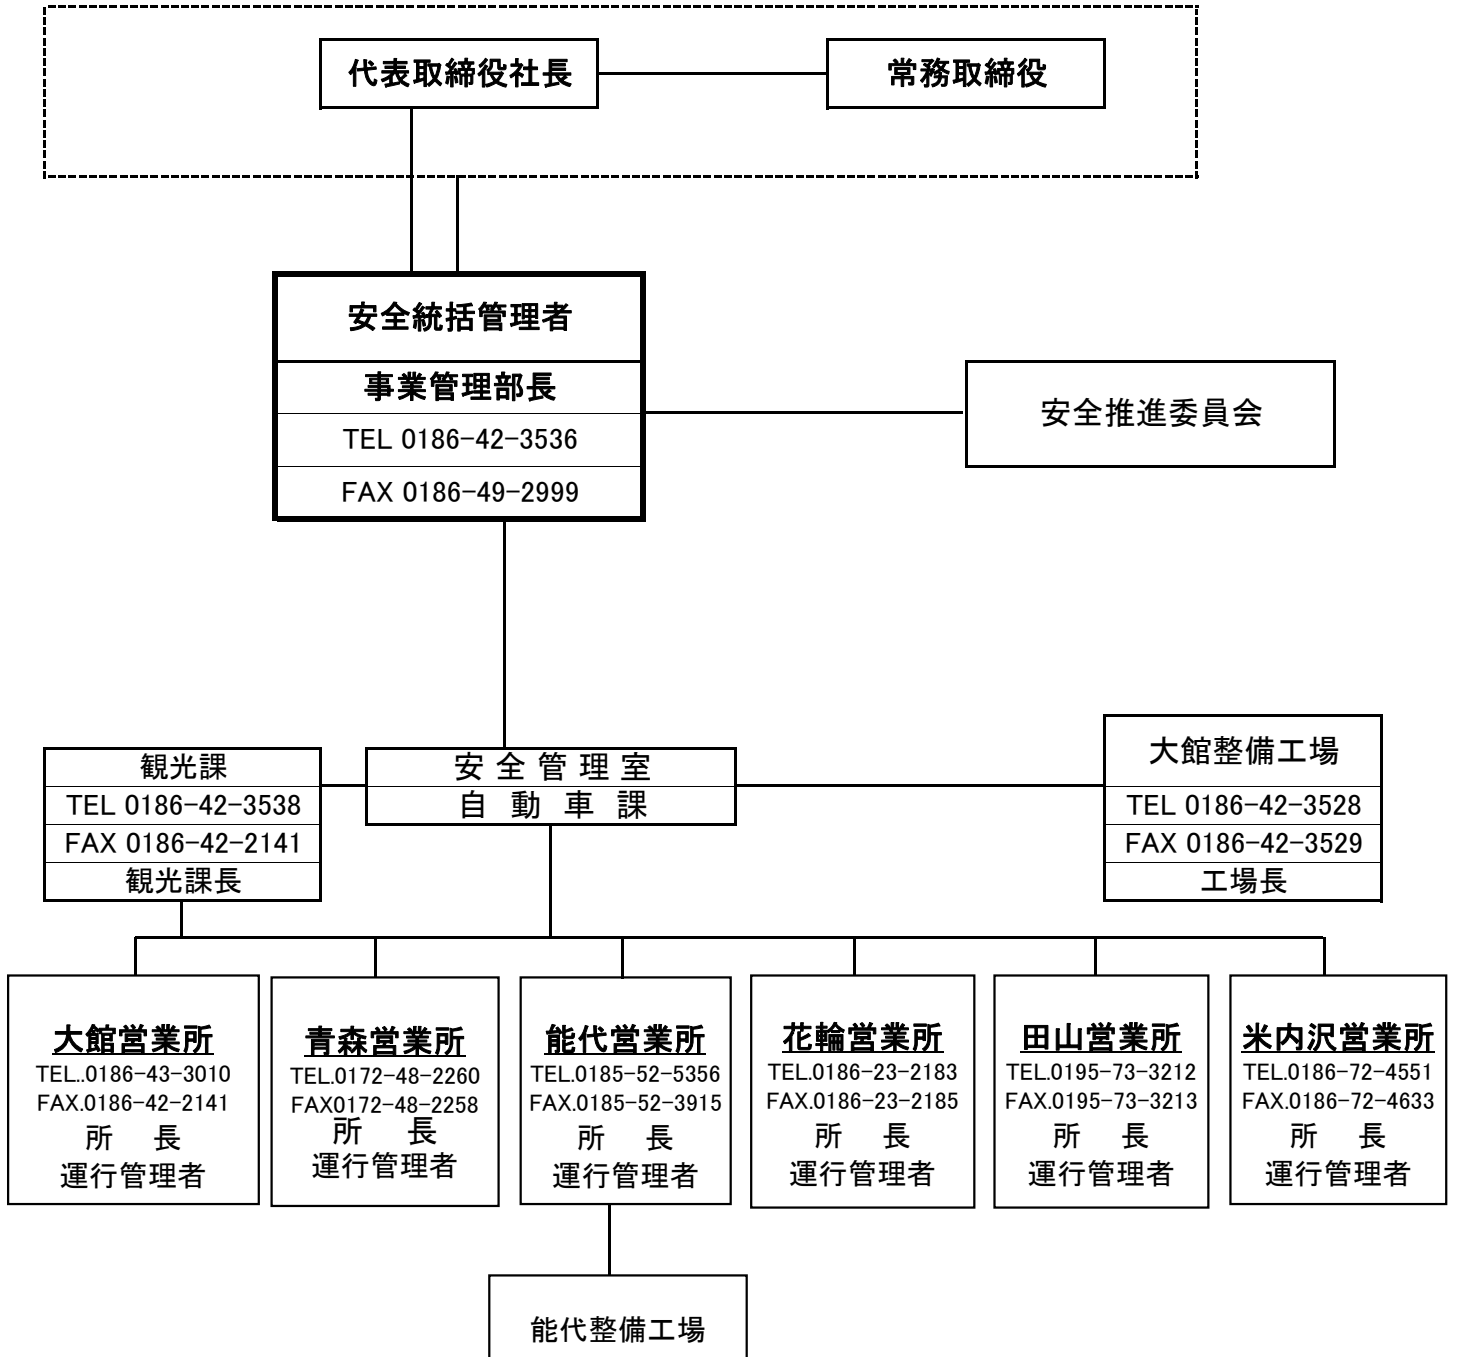 代表取締役社長
常務取締役
安全統括管理者
事業管理部長
TEL 0186-42-3536
FAX 0186-49-2999
安全推進委員会
観光課
TEL 0186-42-3538
FAX 0186-42-2141
観光課長
安 全 管 理 室
自 動 車 課
大館整備工場
TEL 0186-42-3528
FAX 0186-42-3529
工場長
大館営業所
TEL..0186-43-3010
FAX.0186-42-2141
所 長
運行管理者
青森営業所
TEL.0172-48-2260
FAX0172-48-2258
所 長
運行管理者
能代営業所
TEL.0185-52-5356
FAX.0185-52-3915
所 長
運行管理者
花輪営業所
TEL.0186-23-2183
FAX.0186-23-2185
所 長
運行管理者
田山営業所
TEL.0195-73-3212
FAX.0195-73-3213
所 長
運行管理者
米内沢営業所
TEL.0186-72-4551
FAX.0186-72-4633
所 長
運行管理者
能代整備工場